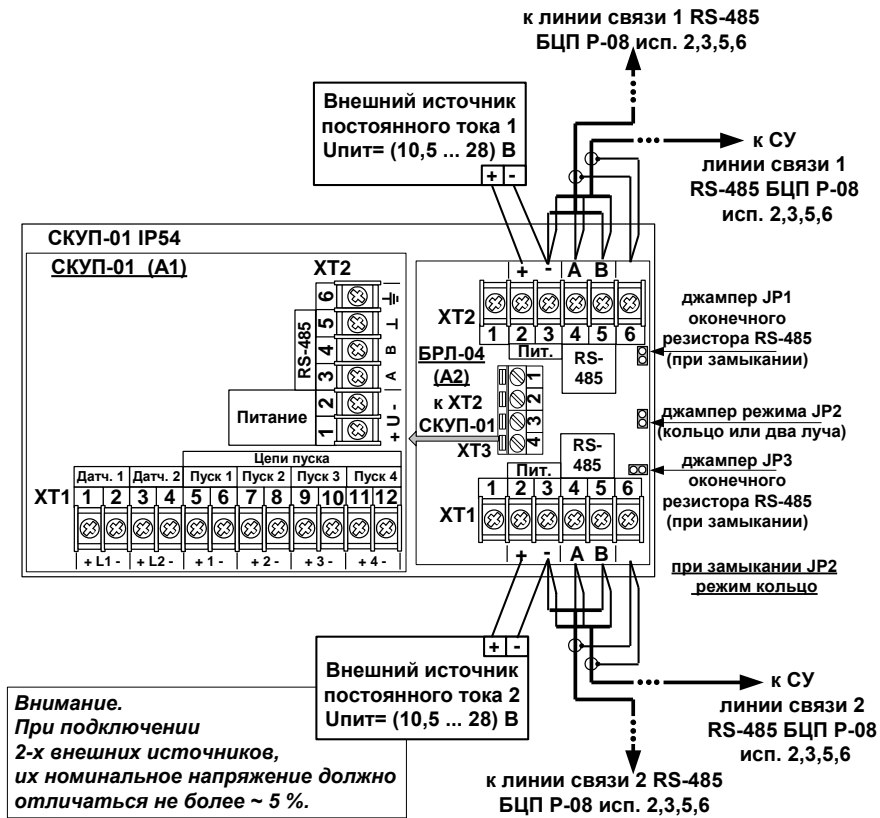 к линии связи 1 RS-485
БЦП Р-08 исп. 2,3,5,6
Внешний источник
постоянного тока 1
Uпит= (10,5 ... 28) В
+ -
к СУ
линии связи 1
RS-485 БЦП Р-08
исп. 2,3,5,6
СКУП-01 IP54
СКУП-01 (А1)
XT2
6
5
4
3
2
1
RS-485
Питание
⊥
B
A
+ U -
+ - A B
XT2
1 2 3 4 5 6
Пит.
RS-
485
БРЛ-04
(А2)
к XT2
СКУП-01
XT3
1
2
3
4
джампер JP1
оконечного
резистора RS-485
(при замыкании)
джампер режима JP2
(кольцо или два луча)
джампер JP3
оконечного
резистора RS-485
(при замыкании)
при замыкании JP2
режим кольцо
Цепи пуска
Датч. 1 Датч. 2 Пуск 1 Пуск 2 Пуск 3 Пуск 4
XT1 1 2 3 4 5 6 7 8 9 10 11 12
+ L1 - + L2 - + 1 - + 2 - + 3 - + 4 -
RS-
485
Пит.
1 2 3 4 5 6
XT1
+ - A B
+ -
Внешний источник
постоянного тока 2
Uпит= (10,5 ... 28) В
к СУ
линии связи 2
RS-485 БЦП Р-08
исп. 2,3,5,6
к линии связи 2 RS-485
БЦП Р-08 исп. 2,3,5,6
Внимание.
При подключении
2-х внешних источников,
их номинальное напряжение должно
отличаться не более ~ 5 %.